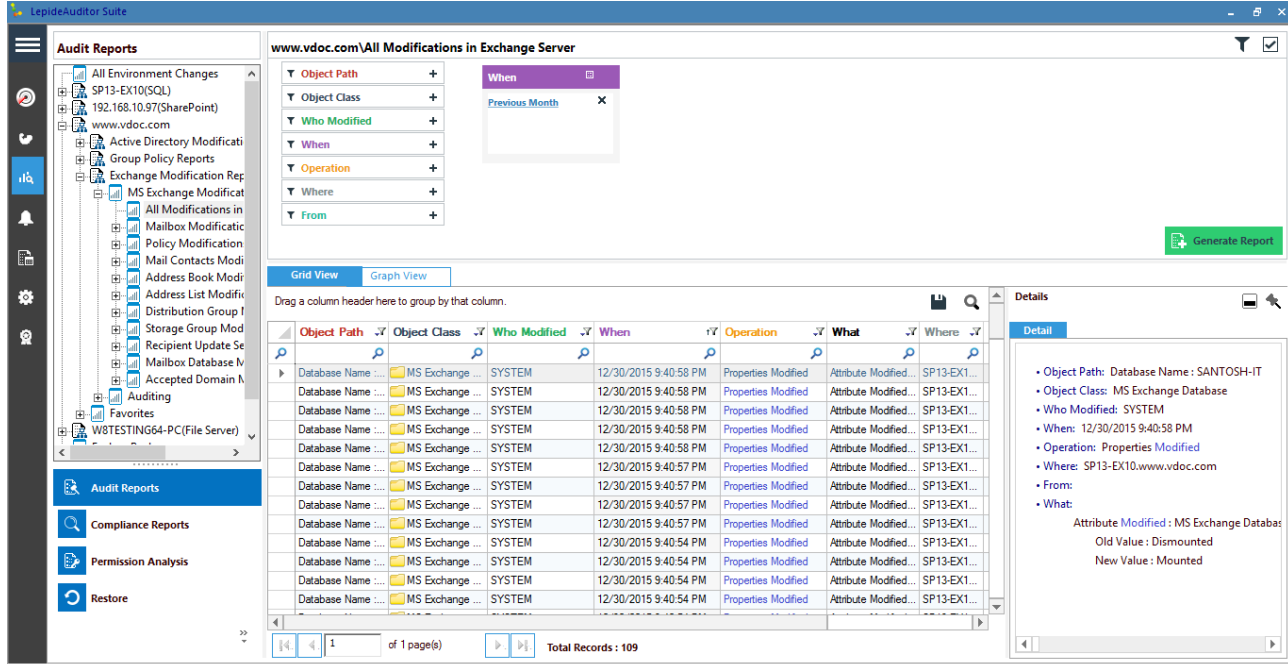 LepideAuditor Suite
Audit Reports
All Environment Changes
SP13-EX10(SQL)
192.168.10.97(SharePoint)
www.vdoc.com
Active Directory Modificati
Group Policy Reports
Exchange Modification Rep
MS Exchange Modificat
All Modifications in
Mailbox Modificatic
Policy Modification
Mail Contacts Modi
Address Book Modi
Address List Modific
Distribution Group M
Storage Group Mod
Recipient Update Se
Mailbox Database M
Accepted Domain M
Auditing
Favorites
W8TESTING64-PC(File Server)
Audit Reports
Compliance Reports
Permission Analysis
Restore
www.vdoc.com\All Modifications in Exchange Server
Object Path +
Object Class +
Who Modified +
When +
Operation +
Where +
From +
When
Previous Month X
Generate Report
Grid View Graph View
Drag a column header here to group by that column.
Object Path Object Class Who Modified When Operation What Where
Database Name :... MS Exchange ... SYSTEM 12/30/2015 9:40:58 PM Properties Modified Attribute Modified... SP13-EX1...
Database Name :... MS Exchange ... SYSTEM 12/30/2015 9:40:58 PM Properties Modified Attribute Modified... SP13-EX1...
Database Name :... MS Exchange ... SYSTEM 12/30/2015 9:40:58 PM Properties Modified Attribute Modified... SP13-EX1...
Database Name :... MS Exchange ... SYSTEM 12/30/2015 9:40:58 PM Properties Modified Attribute Modified... SP13-EX1...
Database Name :... MS Exchange ... SYSTEM 12/30/2015 9:40:58 PM Properties Modified Attribute Modified... SP13-EX1...
Database Name :... MS Exchange ... SYSTEM 12/30/2015 9:40:57 PM Properties Modified Attribute Modified... SP13-EX1...
Database Name :... MS Exchange ... SYSTEM 12/30/2015 9:40:57 PM Properties Modified Attribute Modified... SP13-EX1...
Database Name :... MS Exchange ... SYSTEM 12/30/2015 9:40:57 PM Properties Modified Attribute Modified... SP13-EX1...
Database Name :... MS Exchange ... SYSTEM 12/30/2015 9:40:57 PM Properties Modified Attribute Modified... SP13-EX1...
Database Name :... MS Exchange ... SYSTEM 12/30/2015 9:40:57 PM Properties Modified Attribute Modified... SP13-EX1...
Database Name :... MS Exchange ... SYSTEM 12/30/2015 9:40:54 PM Properties Modified Attribute Modified... SP13-EX1...
Database Name :... MS Exchange ... SYSTEM 12/30/2015 9:40:54 PM Properties Modified Attribute Modified... SP13-EX1...
Database Name :... MS Exchange ... SYSTEM 12/30/2015 9:40:54 PM Properties Modified Attribute Modified... SP13-EX1...
1 of 1 page(s) Total Records : 109
Details
Detail
• Object Path: Database Name : SANTOSH-IT
• Object Class: MS Exchange Database
• Who Modified: SYSTEM
• When: 12/30/2015 9:40:58 PM
• Operation: Properties Modified
• Where: SP13-EX10.www.vdoc.com
• From:
• What:
Attribute Modified : MS Exchange Databas
Old Value : Dismounted
New Value : Mounted